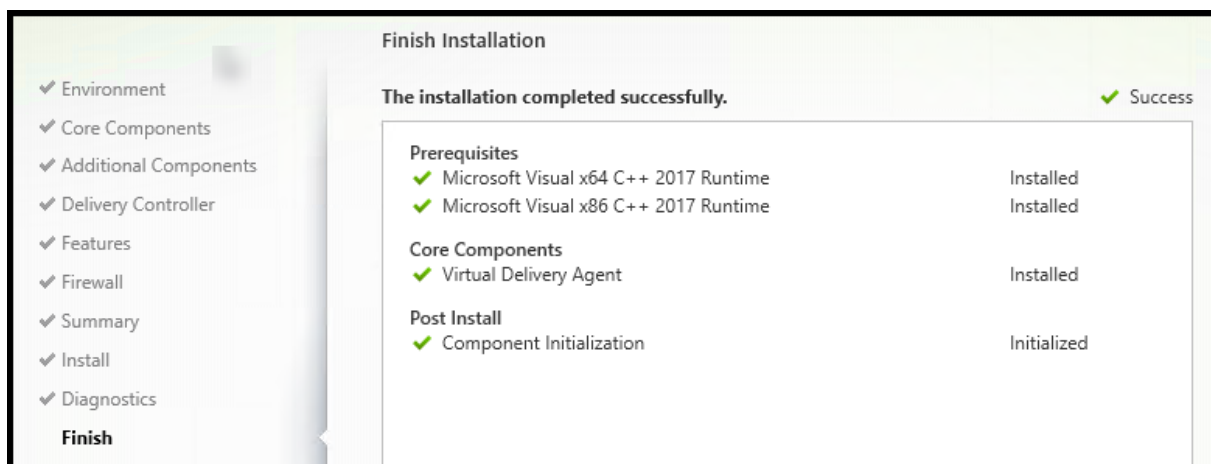 Finish Installation
Environment
Core Components
Additional Components
Delivery Controller
Features
Firewall
Summary
Install
Diagnostics
Finish
The installation completed successfully.
Success
Prerequisites
Microsoft Visual x64 C++ 2017 Runtime Installed
Microsoft Visual x86 C++ 2017 Runtime Installed
Core Components
Virtual Delivery Agent Installed
Post Install
Component Initialization Initialized